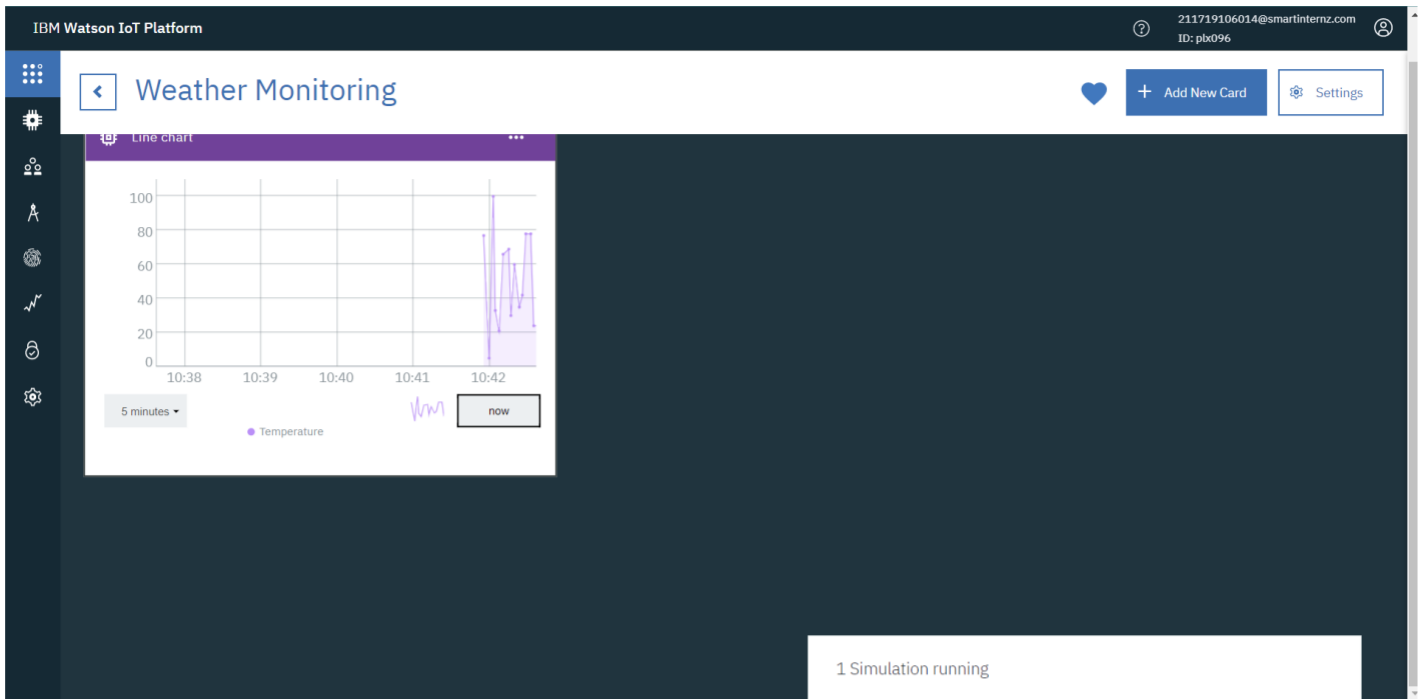 IBM Watson IoT Platform
211719106014@smartinternz.com
ID: plx096
Weather Monitoring
Add New Card
Settings
Line chart
100
80
60
40
20
0
10:38 10:39 10:40 10:41 10:42
5 minutes
now
Temperature
1 Simulation running